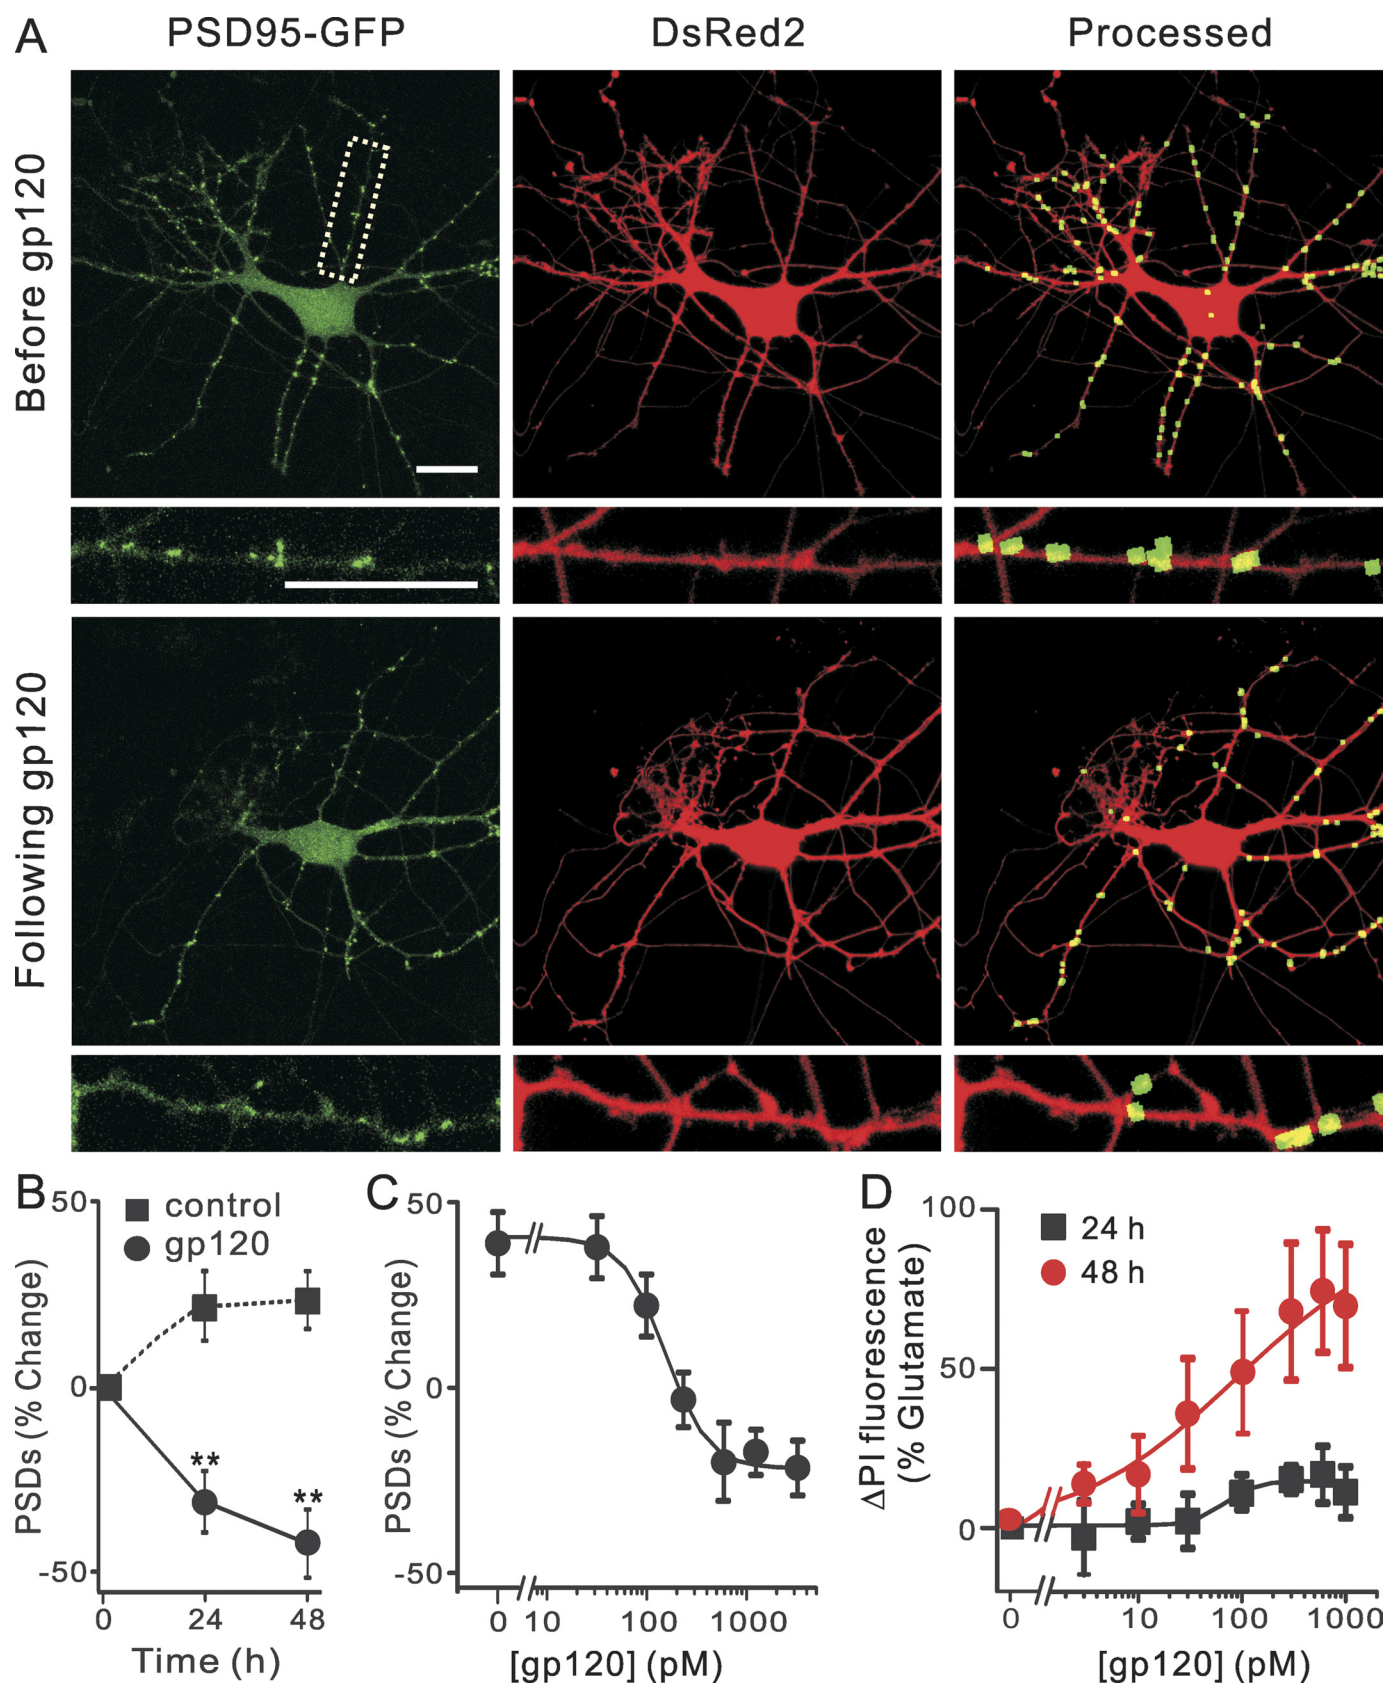 A
PSD95-GFP
DsRed2
Processed
Before gp120
Following gp120
B
50
0
-50
PSDs (% Change)
control
gp120
**
**
0
24
48
Time (h)
C
50
0
-50
PSDs (% Change)
0
10
100
1000
[gp120] (pM)
D
100
50
0
ΔPI fluorescence
(% Glutamate)
24 h
48 h
0
10
100
1000
[gp120] (pM)